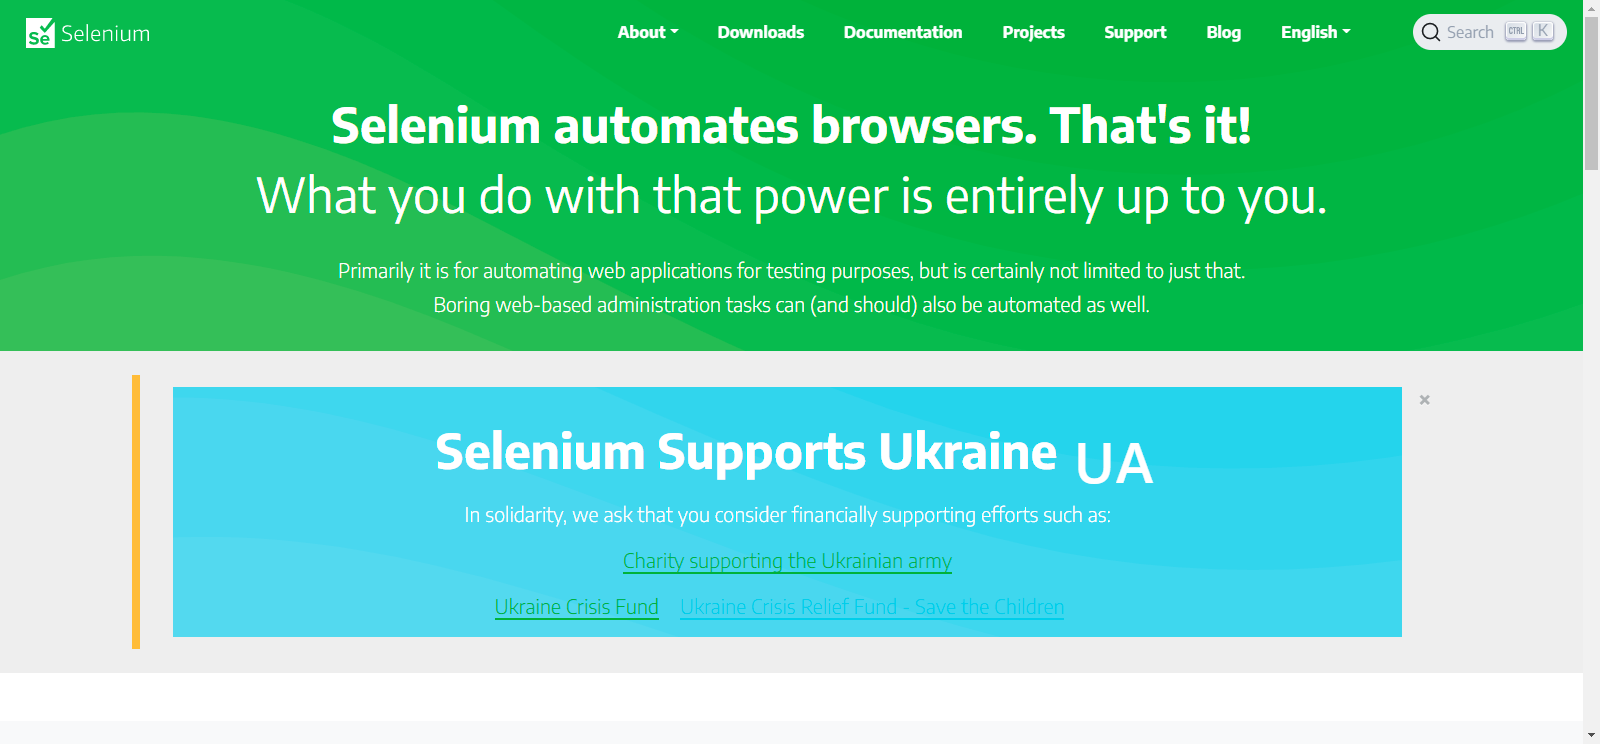 Se Selenium
About Downloads Documentation Projects Support Blog English Search CTRL K
Selenium automates browsers. That's it!
What you do with that power is entirely up to you.
Primarily it is for automating web applications for testing purposes, but is certainly not limited to just that.
Boring web-based administration tasks can (and should) also be automated as well.
×
Selenium Supports Ukraine UA
In solidarity, we ask that you consider financially supporting efforts such as:
Charity supporting the Ukrainian army
Ukraine Crisis Fund Ukraine Crisis Relief Fund - Save the Children